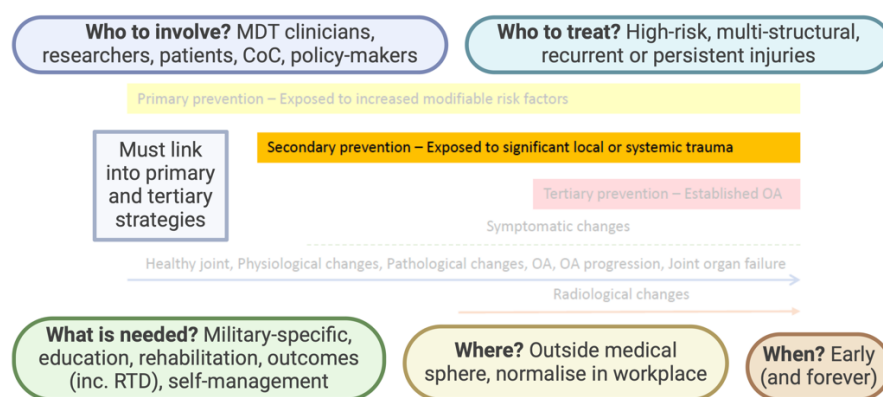 Who to involve? MDT clinicians,
researchers, patients, CoC, policy-makers
Who to treat? High-risk, multi-structural,
recurrent or persistent injuries
Primary prevention – Exposed to increased modifiable risk factors
Must link
into primary
and tertiary
strategies
Secondary prevention – Exposed to significant local or systemic trauma
Tertiary prevention – Established OA
Symptomatic changes
Healthy joint, Physiological changes, Pathological changes, OA, OA progression, Joint organ failure
Radiological changes
What is needed? Military-specific,
education, rehabilitation, outcomes
(inc. RTD), self-management
Where? Outside medical
sphere, normalise in workplace
When? Early
(and forever)